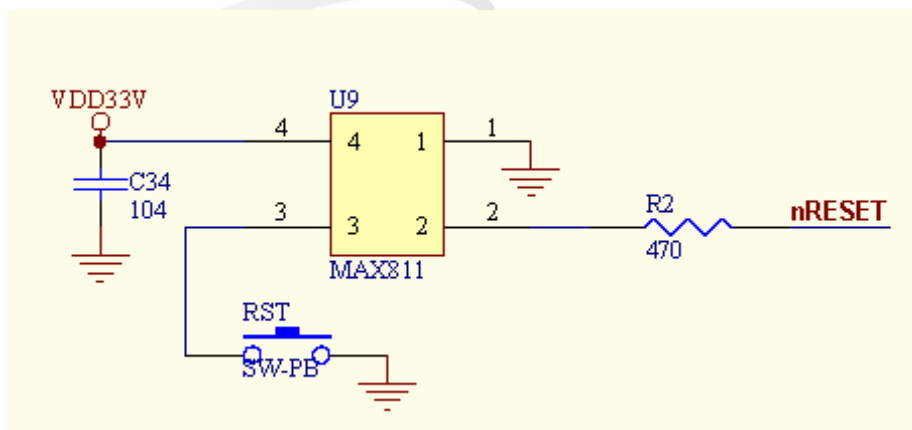 VDD33V
U9
4
4
1
1
C34
104
3
3
2
2
R2
470
nRESET
MAX811
RST
SW-PB